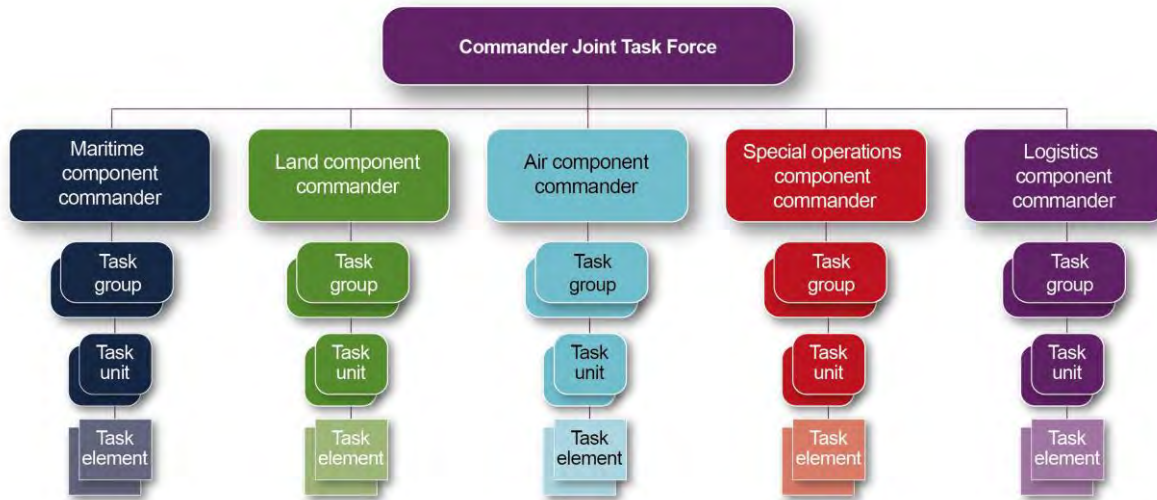 Commander Joint Task Force
Maritime
component
commander
Land component
commander
Air component
commander
Special operations
component
commander
Logistics
component
commander
Task
group
Task
group
Task
group
Task
group
Task
group
Task
unit
Task
unit
Task
unit
Task
unit
Task
unit
Task
element
Task
element
Task
element
Task
element
Task
element